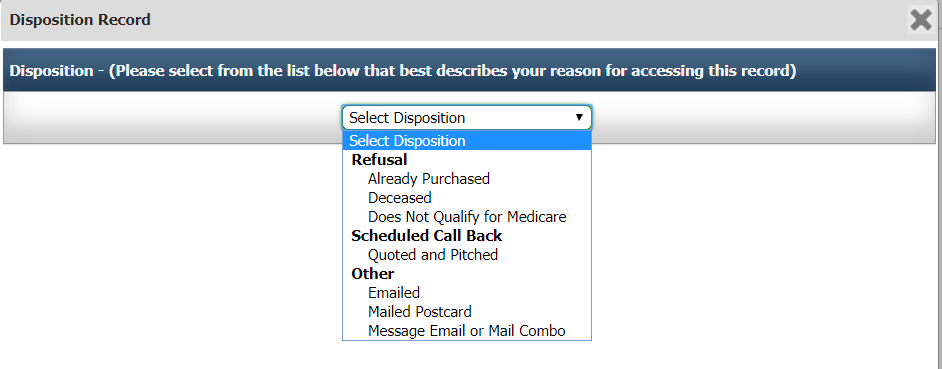 Disposition Record
Disposition - (Please select from the list below that best describes your reason for accessing this record)
Select Disposition
Select Disposition
Refusal
Already Purchased
Deceased
Does Not Qualify for Medicare
Scheduled Call Back
Quoted and Pitched
Other
Emailed
Mailed Postcard
Message Email or Mail Combo